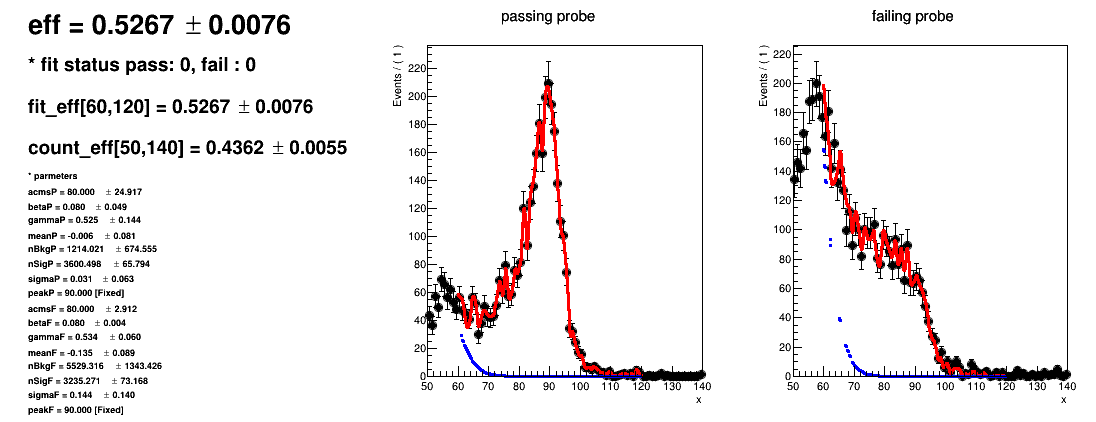 eff = 0.5267 ± 0.0076
* fit status pass: 0, fail : 0
fit_eff[60,120] = 0.5267 ± 0.0076
count_eff[50,140] = 0.4362 ± 0.0055
* parmeters
acmsP = 80.000 ± 24.917
betaP = 0.080 ± 0.049
gammaP = 0.525 ± 0.144
meanP = -0.006 ± 0.081
nBkgP = 1214.021 ± 674.555
nSigP = 3600.498 ± 65.794
sigmaP = 0.031 ± 0.063
peakP = 90.000 [Fixed]
acmsF = 80.000 ± 2.912
betaF = 0.080 ± 0.004
gammaF = 0.534 ± 0.060
meanF = -0.135 ± 0.089
nBkgF = 5529.316 ± 1343.426
nSigF = 3235.271 ± 73.168
sigmaF = 0.144 ± 0.140
peakF = 90.000 [Fixed]
passing probe
Events / ( 1 )
220
200
180
160
140
120
100
80
60
40
20
0
50 60 70 80 90 100 110 120 130 140
x
failing probe
Events / ( 1 )
220
200
180
160
140
120
100
80
60
40
20
0
50 60 70 80 90 100 110 120 130 140
x